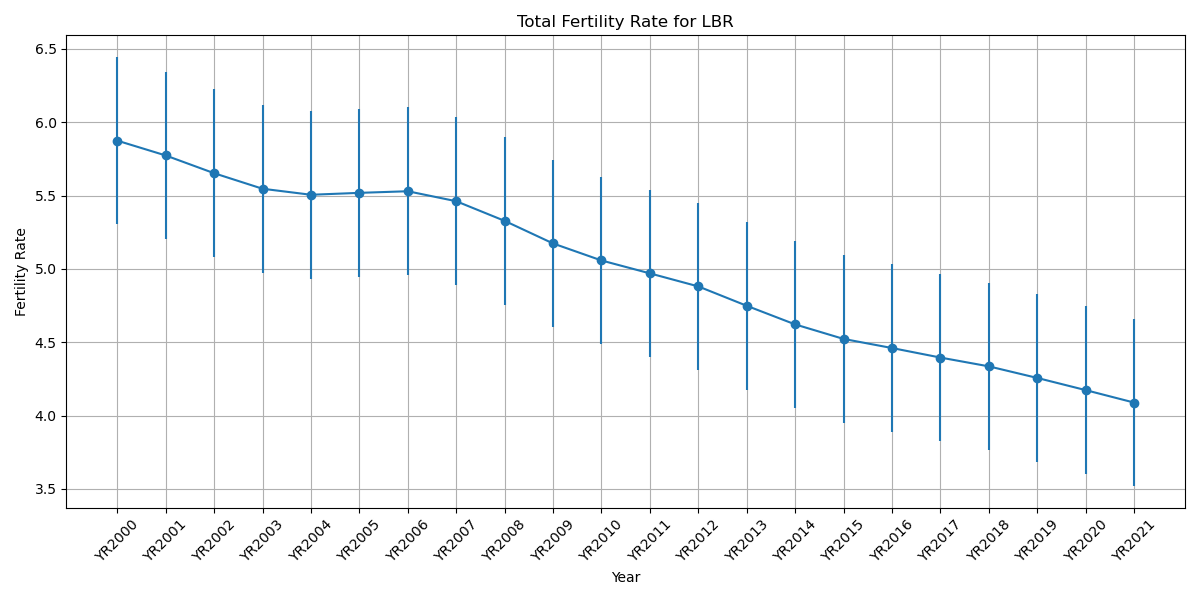 Total Fertility Rate for LBR
6.5
6.0
5.5
5.0
4.5
4.0
3.5
Fertility Rate
YR2000
YR2001
YR2002
YR2003
YR2004
YR2005
YR2006
YR2007
YR2008
YR2009
YR2010
YR2011
YR2012
YR2013
YR2014
YR2015
YR2016
YR2017
YR2018
YR2019
YR2020
YR2021
Year